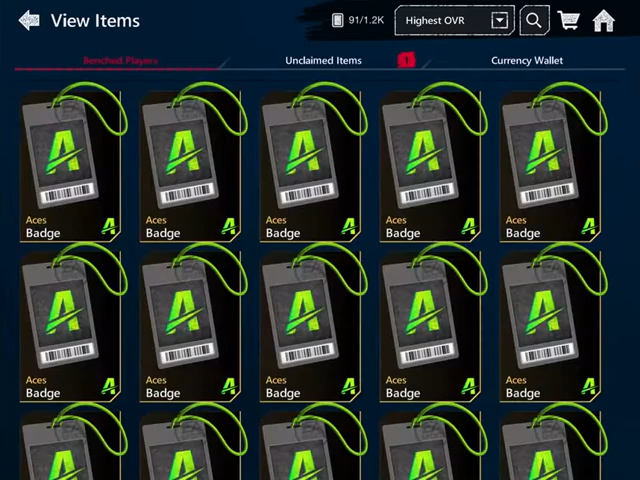 View Items
91/1.2K
Highest OVR
Benched Players
Unclaimed Items
1
Currency Wallet
A A A A A
Aces Aces Aces Aces Aces
Badge Badge Badge Badge Badge
A A A A A
A A A A A
Aces Aces Aces Aces Aces
Badge Badge Badge Badge Badge
A A A A A
A A A A A